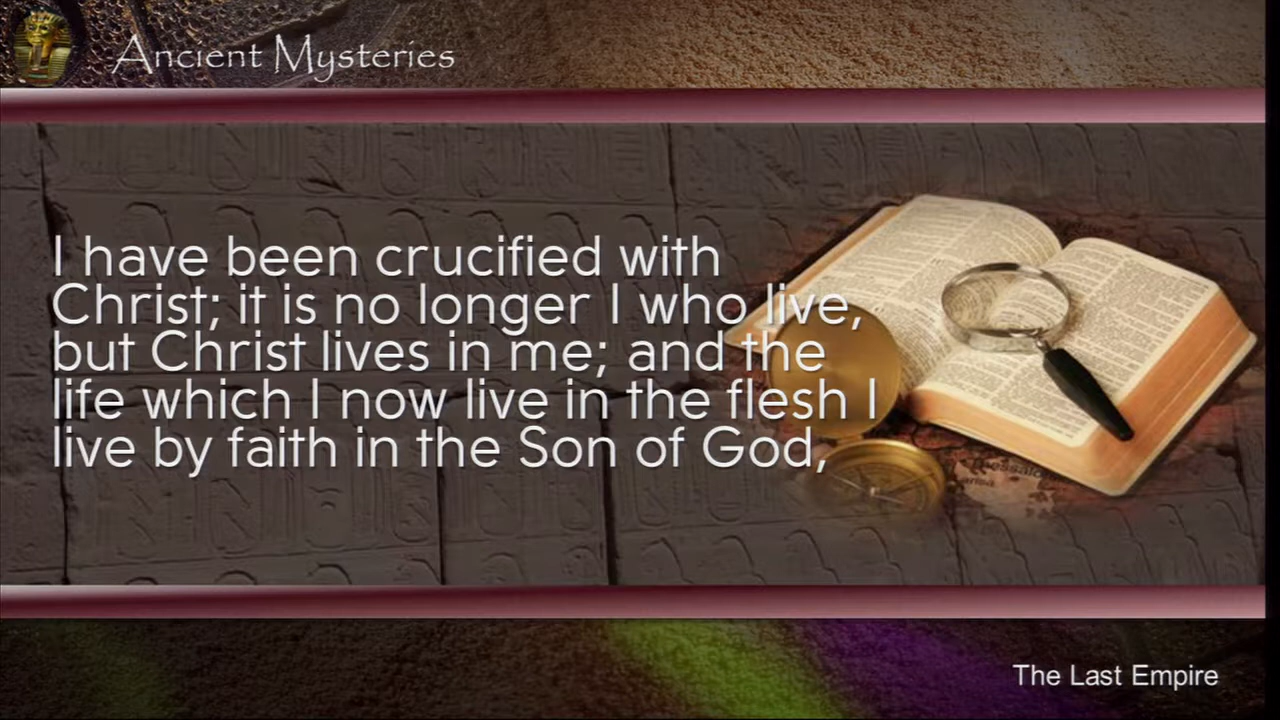 Ancient Mysteries
I have been crucified with
Christ; it is no longer I who live,
but Christ lives in me; and the
life which I now live in the flesh I
live by faith in the Son of God,
The Last Empire